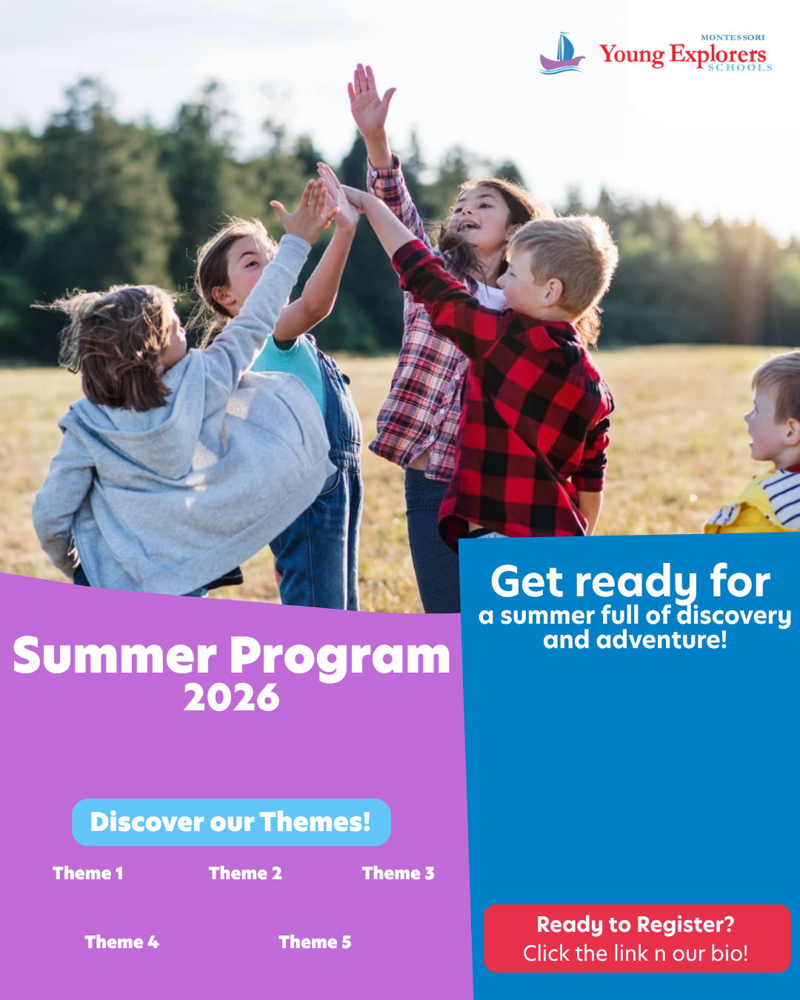 MONTESSORI
Young Explorers
SCHOOLS
Get ready for
a summer full of discovery
and adventure!
Summer Program
2026
Discover our Themes!
Theme 1
Theme 2
Theme 3
Theme 4
Theme 5
Ready to Register?
Click the link n our bio!